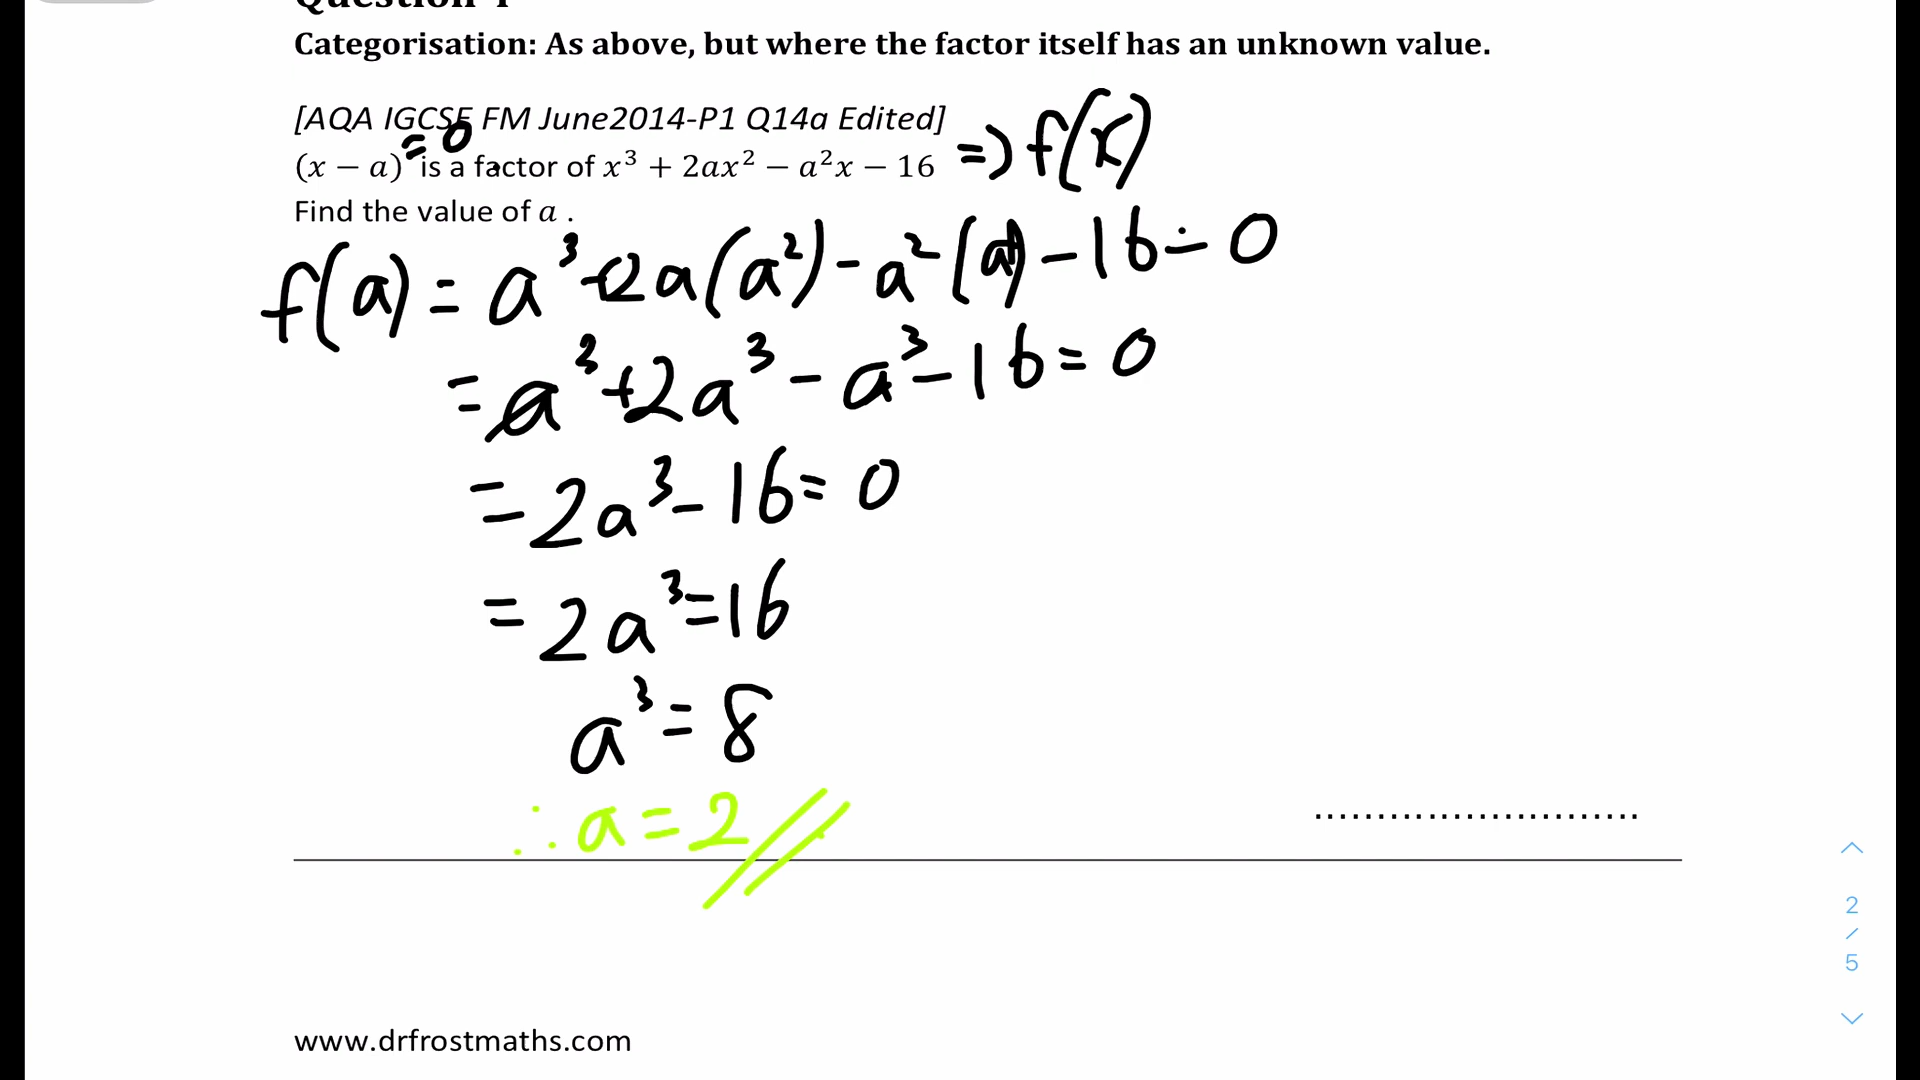 Categorisation: As above, but where the factor itself has an unknown value.
[AQA IGCSE FM June2014-P1 Q14a Edited]
= 0
(x − a) is a factor of x³ + 2ax² − a²x − 16 => f(x)
Find the value of a .
f(a) = a³ + 2a(a²) - a²(a) - 16 = 0
= a³ + 2a³ - a³ - 16 = 0
= 2a³ - 16 = 0
= 2a³ = 16
a³ = 8
∴ a = 2
..........................
2
/
5
www.drfrostmaths.com